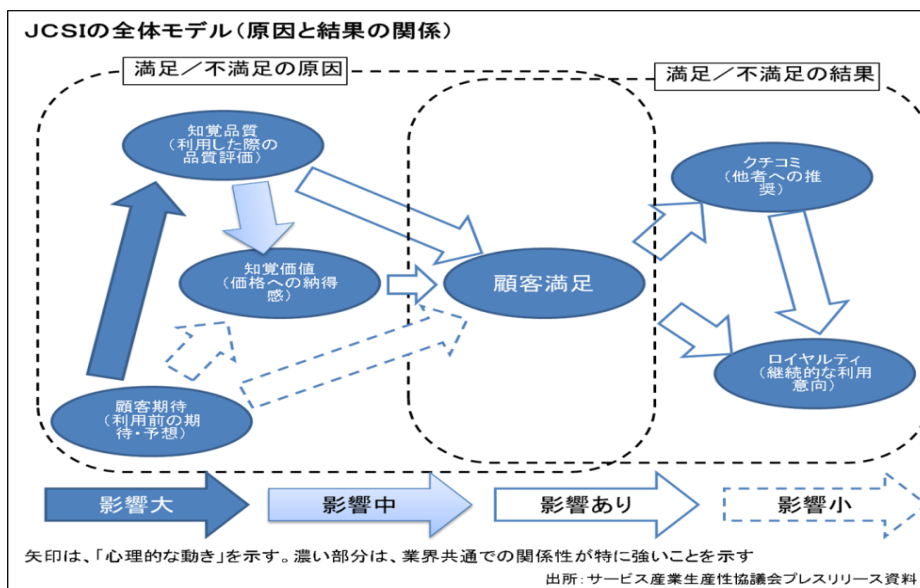 JCSIの全体モデル（原因と結果の関係）
満足／不満足の原因
満足／不満足の結果
知覚品質
（利用した際の
品質評価）
クチコミ
（他者への推
奨）
知覚価値
（価格への納得
感）
顧客満足
ロイヤルティ
（継続的な利用
意向）
顧客期待
（利用前の期
待・予想）
影響大
影響中
影響あり
影響小
矢印は、「心理的な動き」を示す。濃い部分は、業界共通での関係性が特に強いことを示す
出所：サービス産業生産性協議会プレスリリース資料